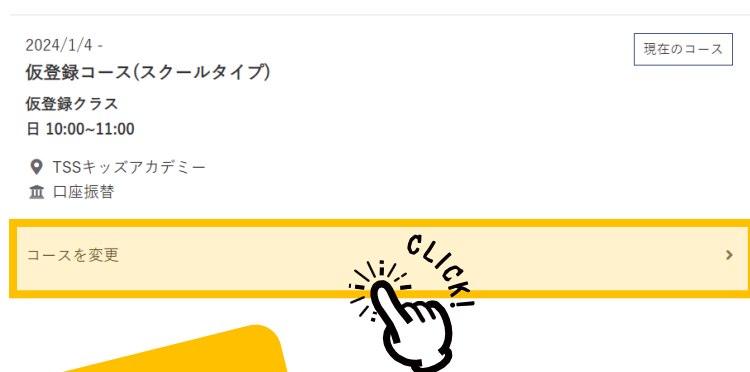 2024/1/4 -
現在のコース
仮登録コース(スクールタイプ)
仮登録クラス
日 10:00~11:00
TSSキッズアカデミー
口座振替
コースを変更
CLICK!